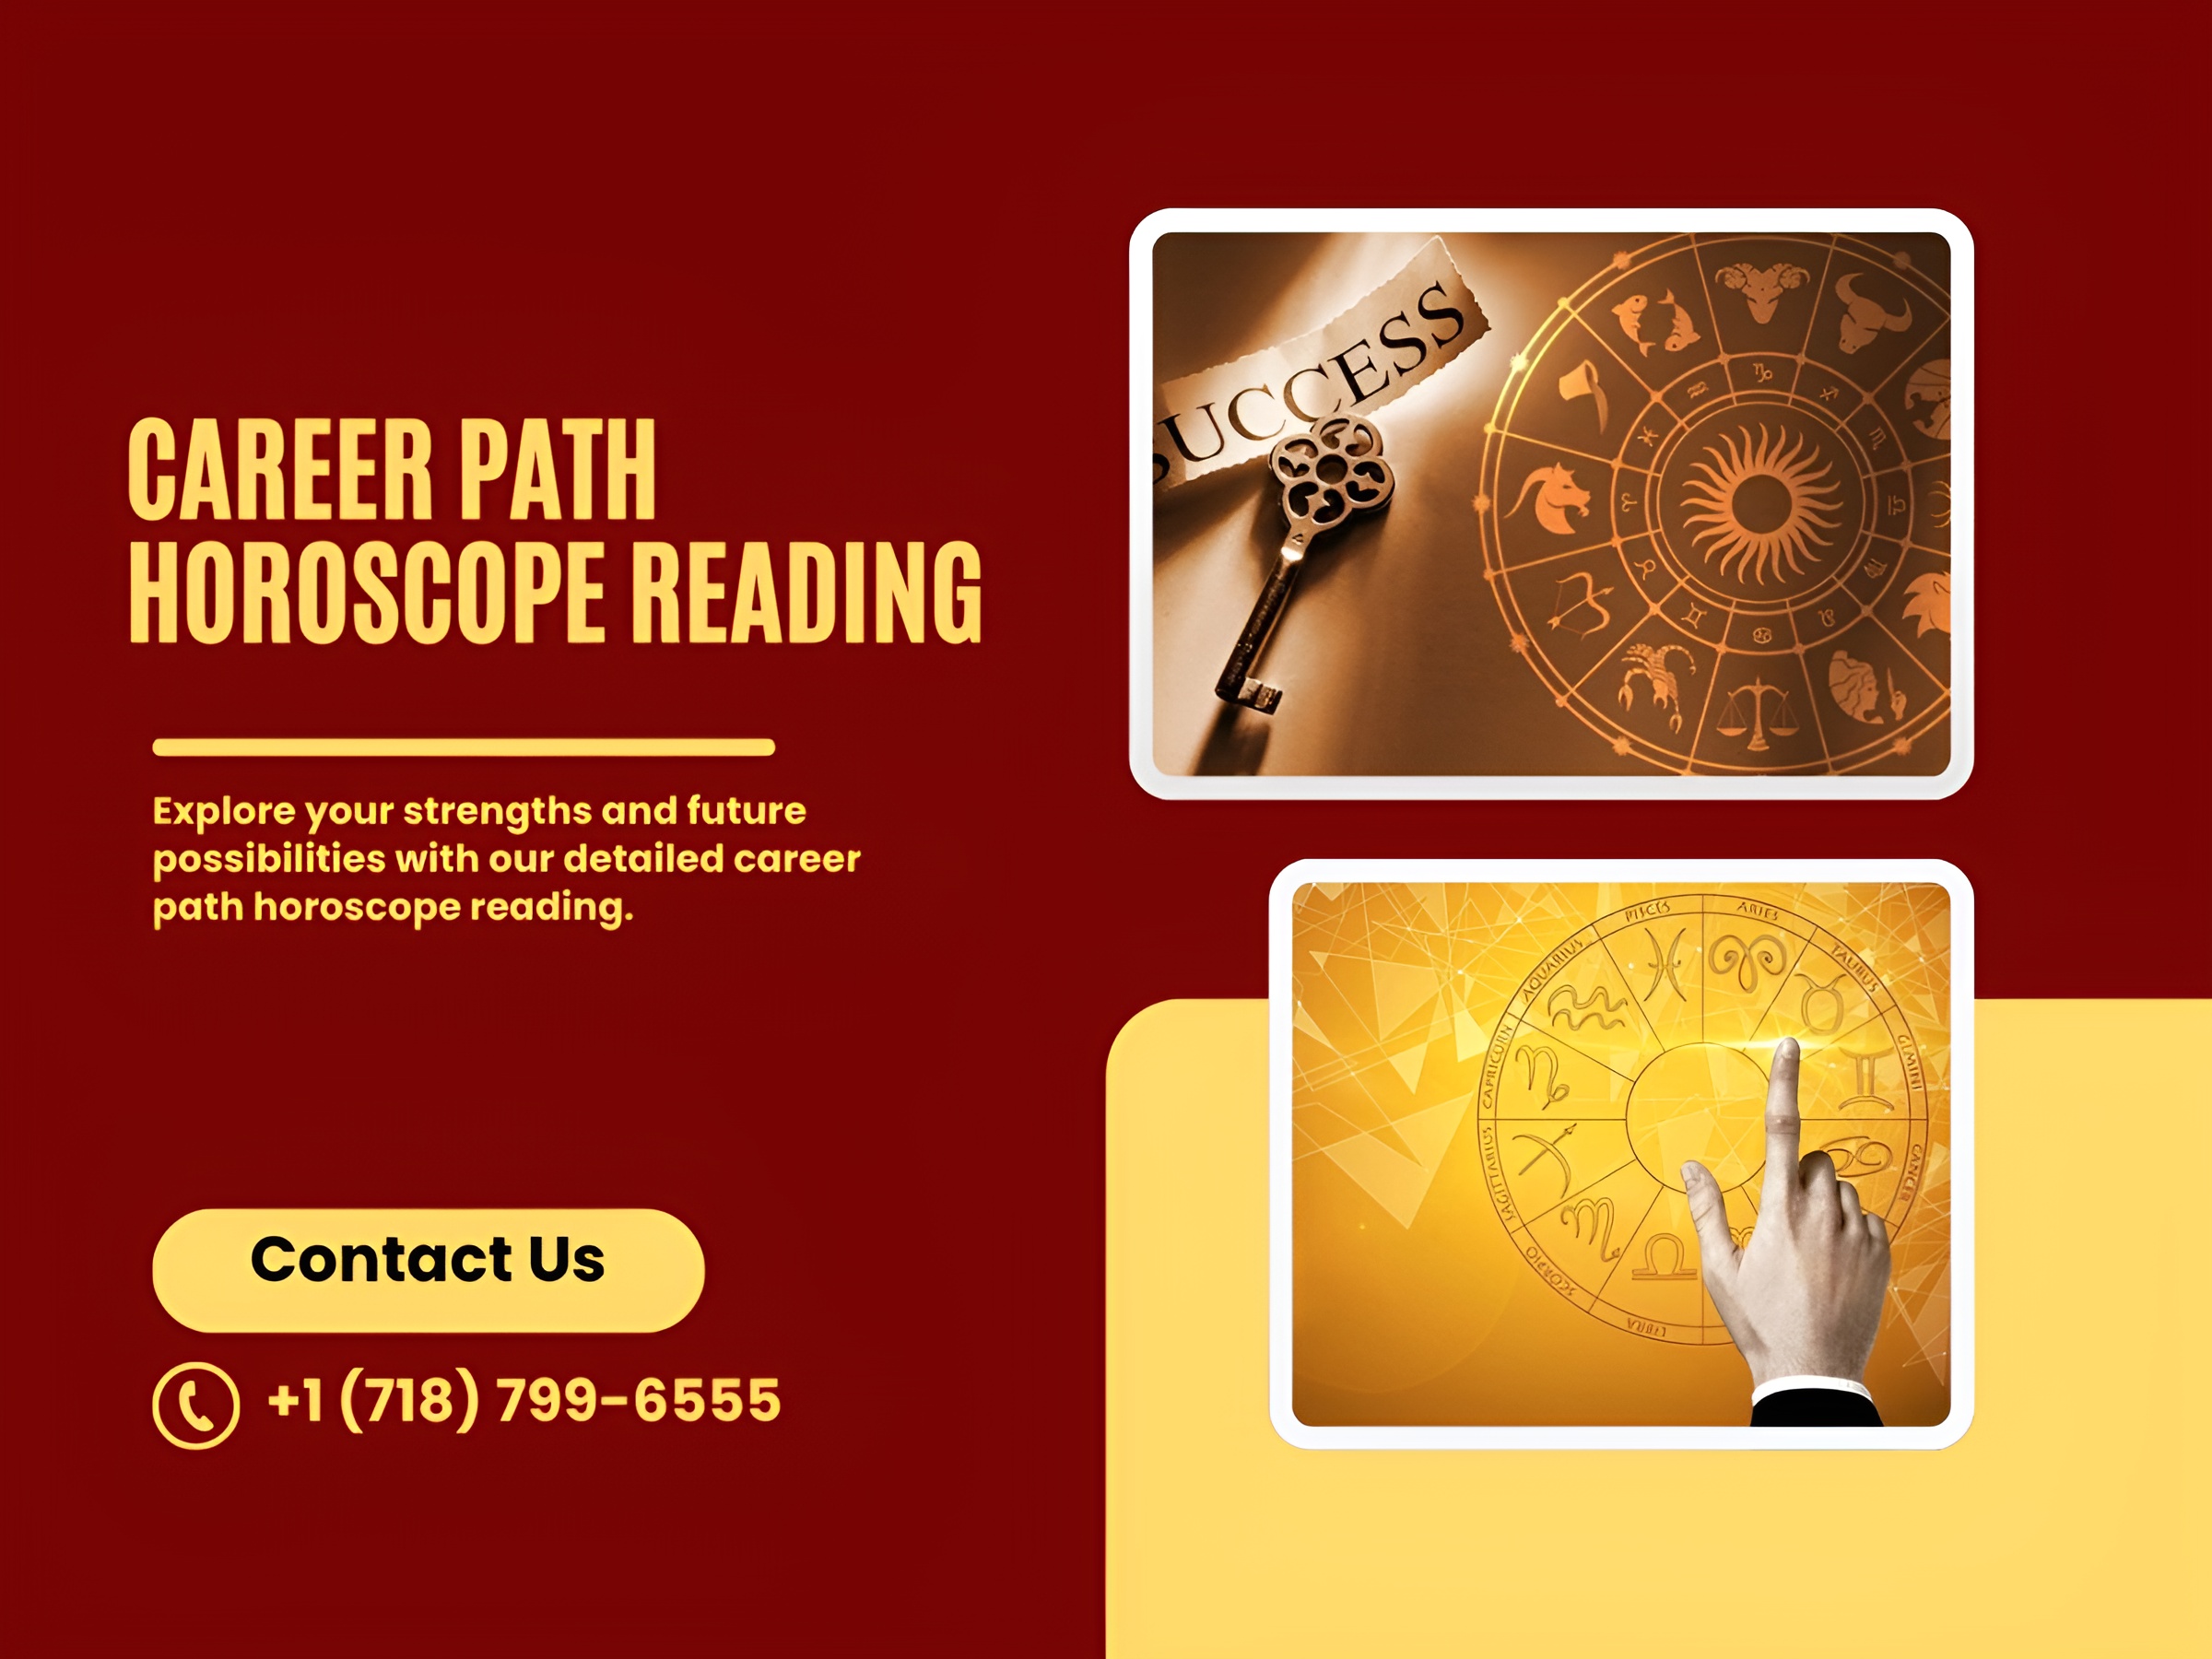 CAREER PATH
HOROSCOPE READING
Explore your strengths and future
possibilities with our detailed career
path horoscope reading.
Contact Us
+1 (718) 799-6555
SUCCESS
PISCES
ARIES
AQUARIUS
TAURUS
CAPRICORN
GEMINI
SAGITTARIUS
CANCER
SCORPIO